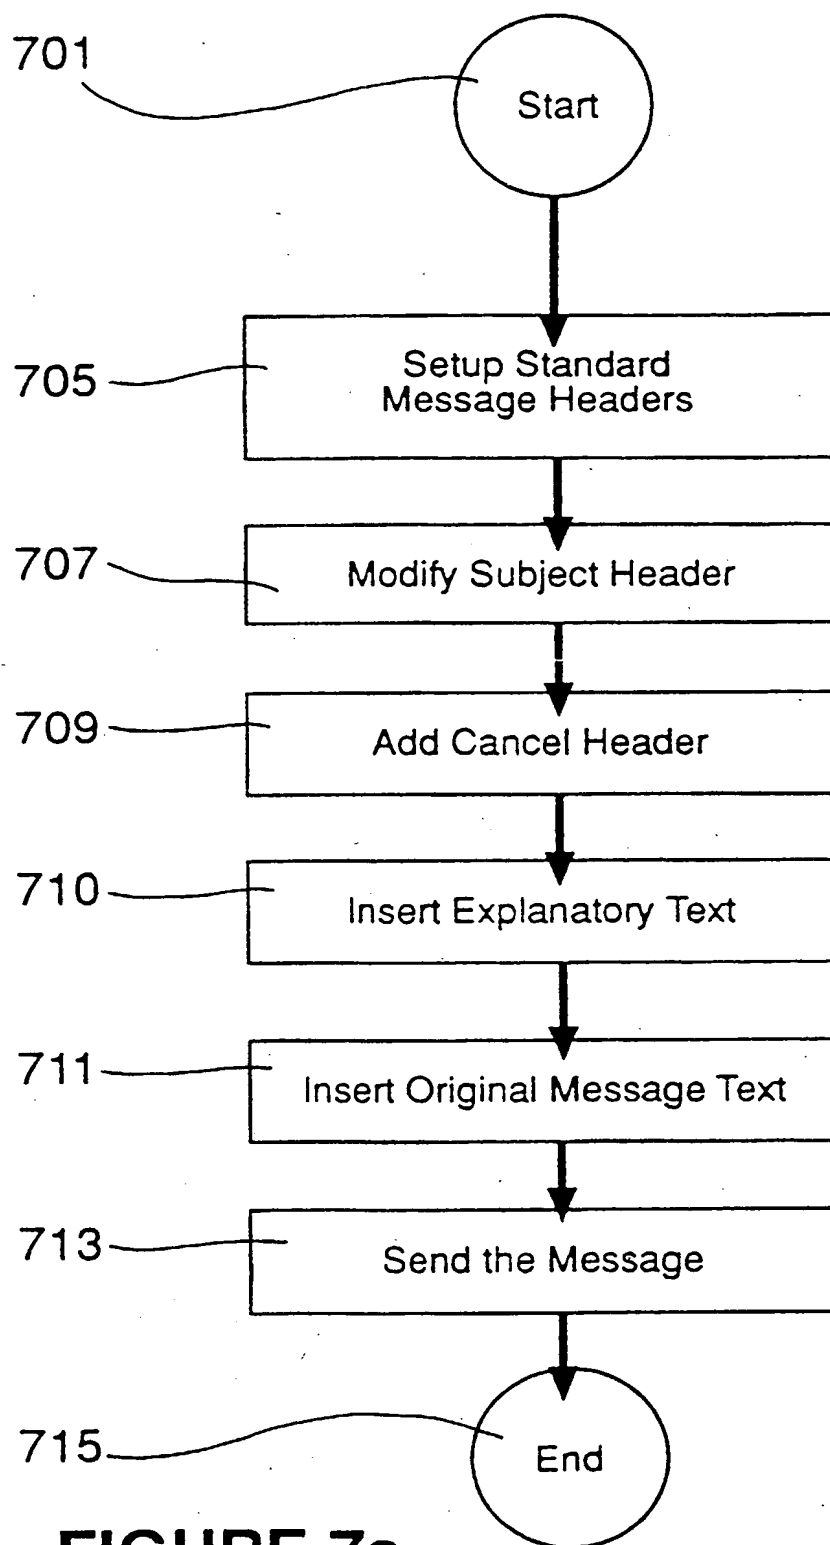 701
Start
705
Setup Standard
Message Headers
707
Modify Subject Header
709
Add Cancel Header
710
Insert Explanatory Text
711
Insert Original Message Text
713
Send the Message
715
End